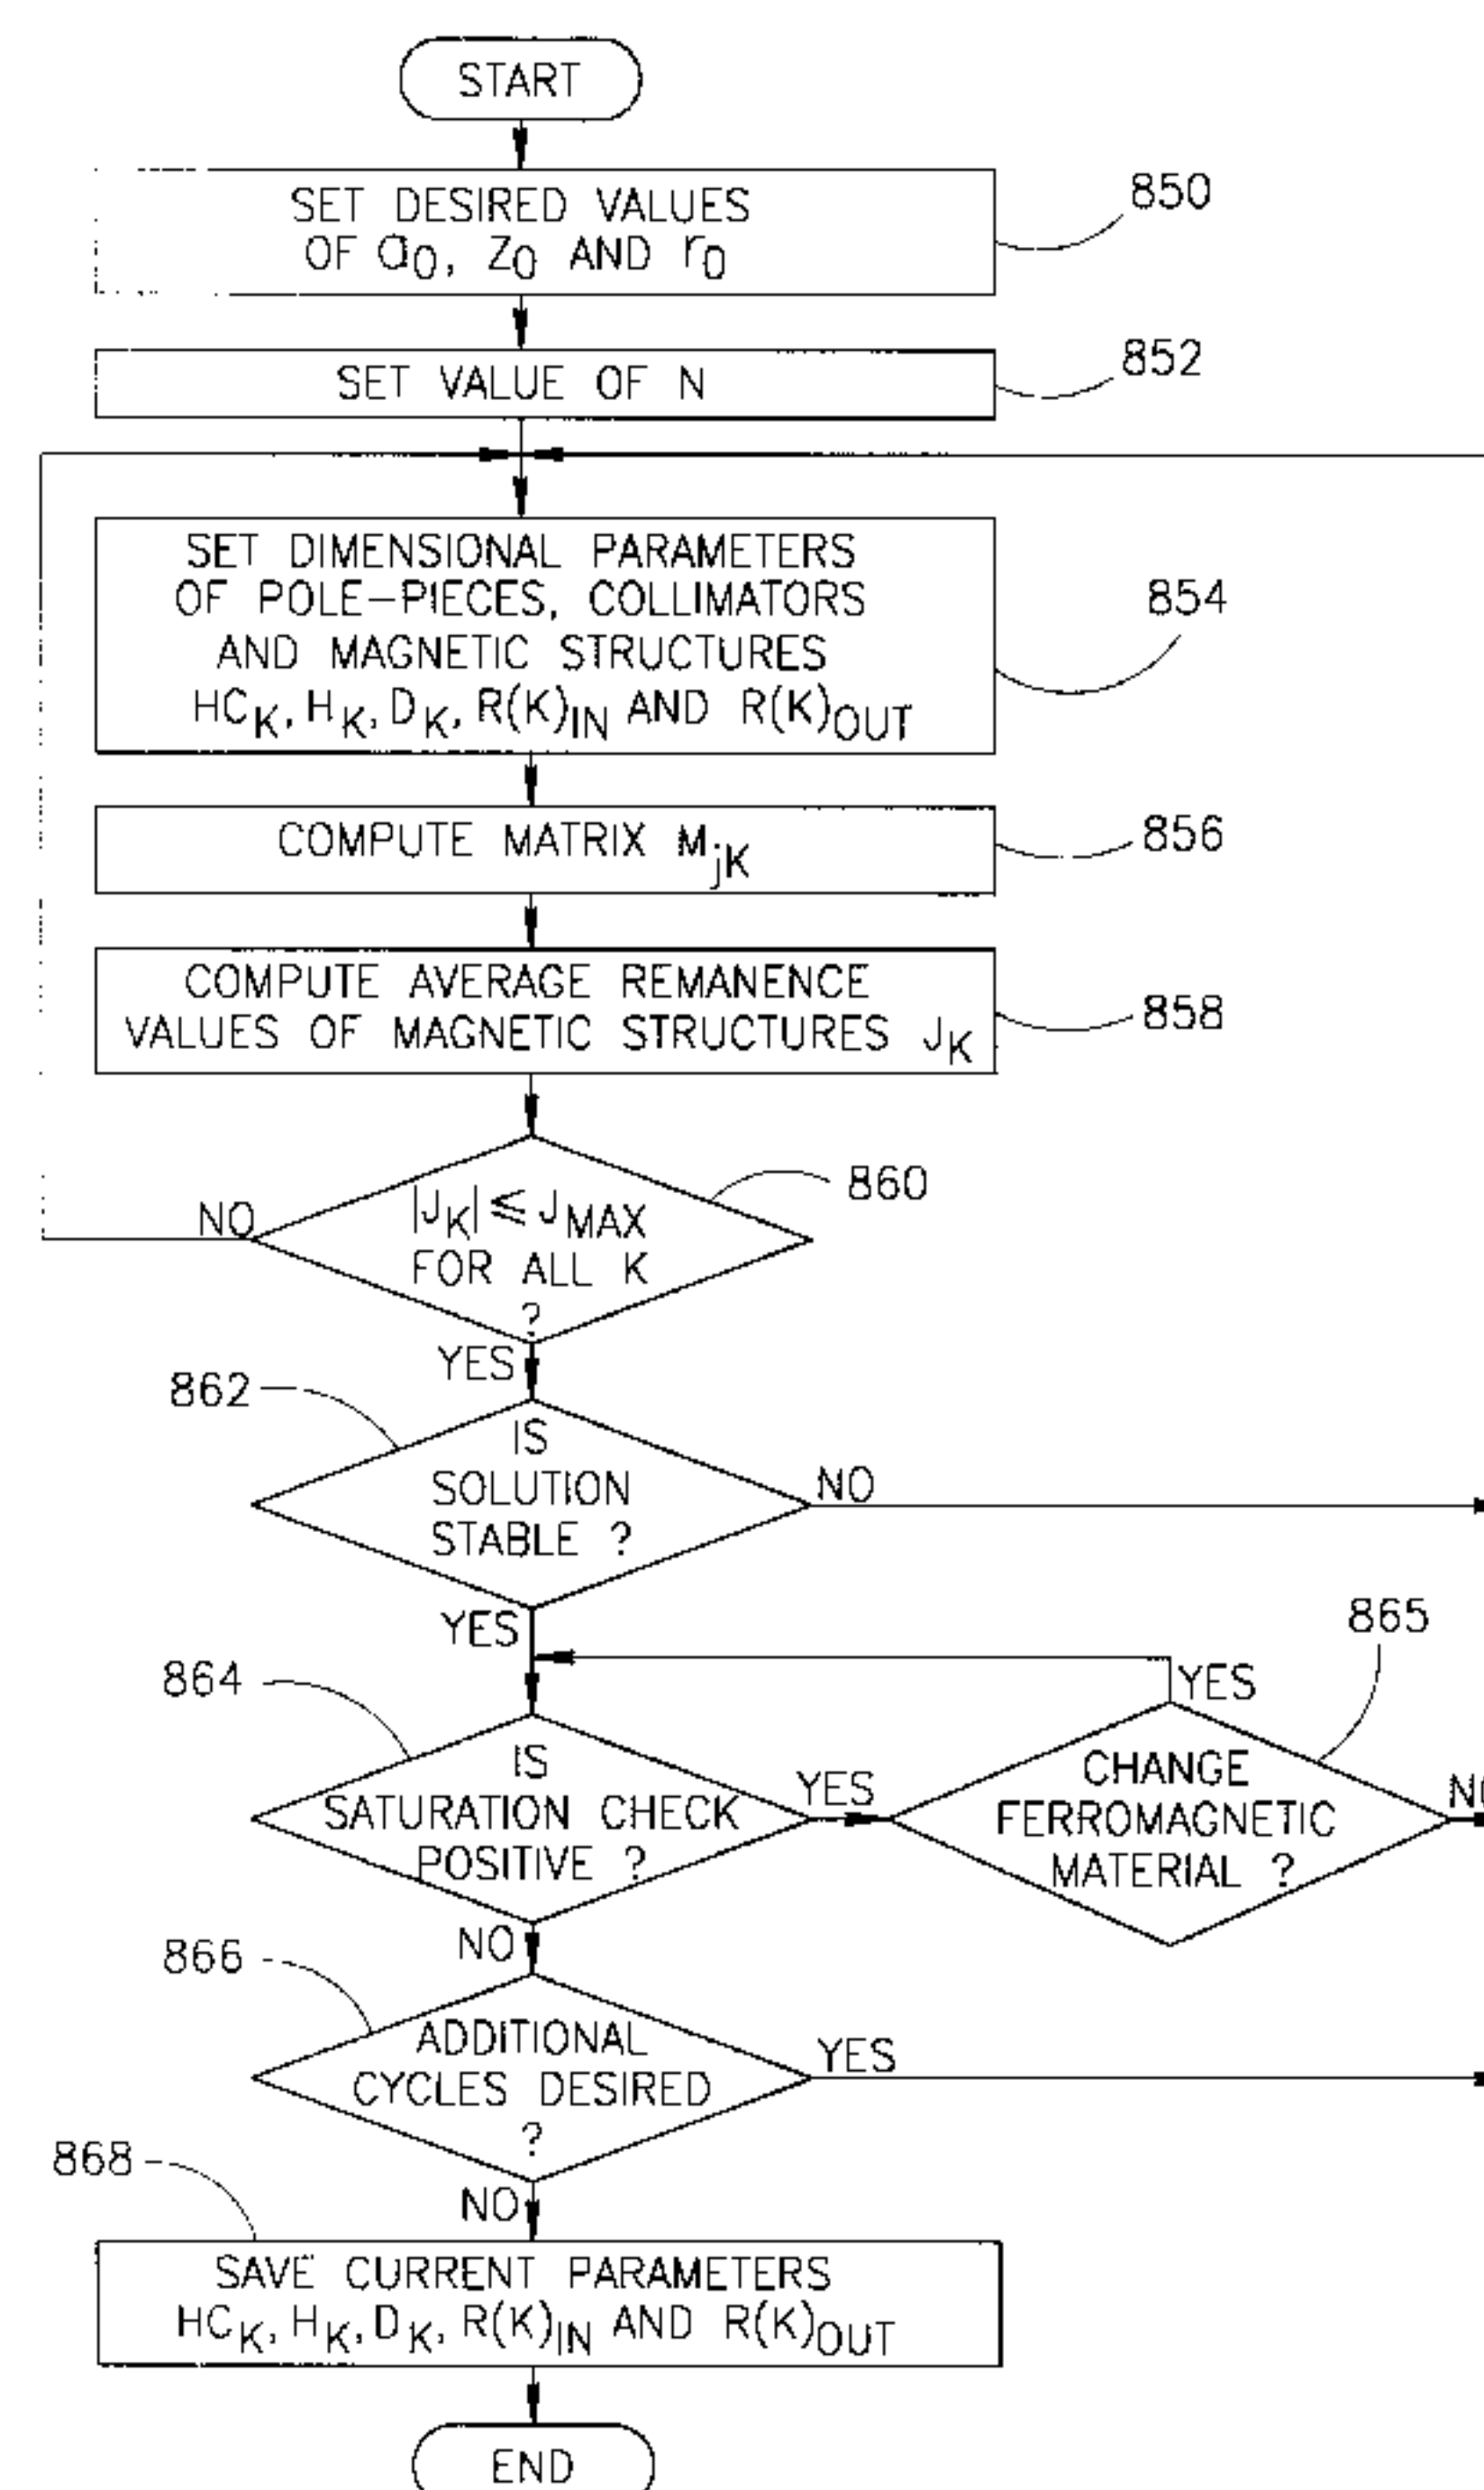 START
SET DESIRED VALUES
OF a0, z0 AND r0
850
SET VALUE OF N
852
SET DIMENSIONAL PARAMETERS
OF POLE-PIECES, COLLIMATORS
AND MAGNETIC STRUCTURES
HCK, HK, DK, R(K)IN AND R(K)OUT
854
COMPUTE MATRIX MjK
856
COMPUTE AVERAGE REMANENCE
VALUES OF MAGNETIC STRUCTURES JK
858
|JK| ≤ JMAX
FOR ALL K
?
860
NO
YES
862
IS
SOLUTION
STABLE ?
NO
YES
864
IS
SATURATION CHECK
POSITIVE ?
YES
865
CHANGE
FERROMAGNETIC
MATERIAL ?
YES
NO
NO
866
ADDITIONAL
CYCLES DESIRED
?
YES
NO
868
SAVE CURRENT PARAMETERS
HCK, HK, DK, R(K)IN AND R(K)OUT
END